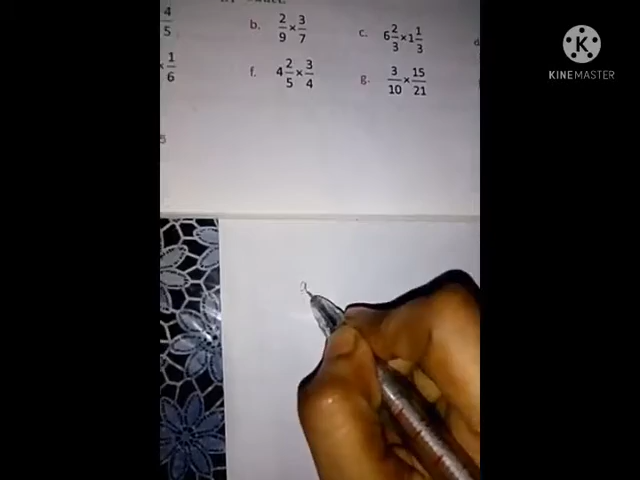 4/5 b. 2/9 × 3/7 c. 6 2/3 × 1 1/3
× 1/6 f. 4 2/5 × 3/4 g. 3/10 × 15/21
5
KINEMASTER